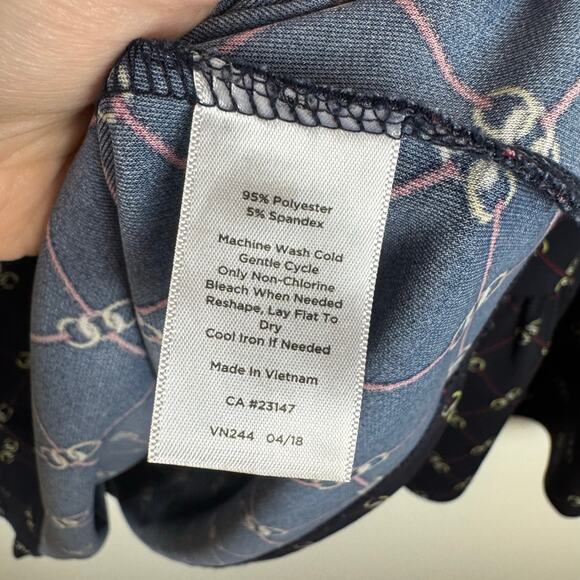 95% Polyester
5% Spandex
Machine Wash Cold
Gentle Cycle
Only Non-Chlorine
Bleach When Needed
Reshape, Lay Flat To
Dry
Cool Iron If Needed
Made In Vietnam
CA #23147
VN244 04/18